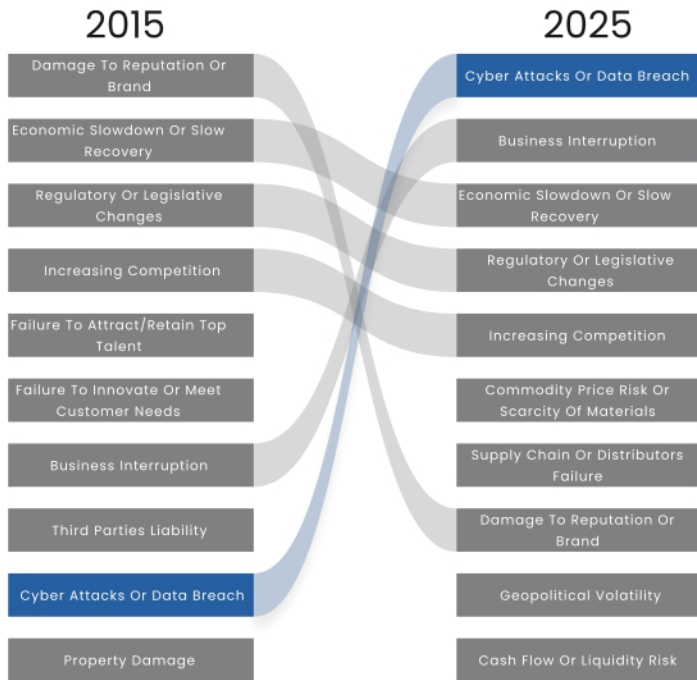 2015
Damage To Reputation Or
Brand
Economic Slowdown Or Slow
Recovery
Regulatory Or Legislative
Changes
Increasing Competition
Failure To Attract/Retain Top
Talent
Failure To Innovate Or Meet
Customer Needs
Business Interruption
Third Parties Liability
Cyber Attacks Or Data Breach
Property Damage
2025
Cyber Attacks Or Data Breach
Business Interruption
Economic Slowdown Or Slow
Recovery
Regulatory Or Legislative
Changes
Increasing Competition
Commodity Price Risk Or
Scarcity Of Materials
Supply Chain Or Distributors
Failure
Damage To Reputation Or
Brand
Geopolitical Volatility
Cash Flow Or Liquidity Risk